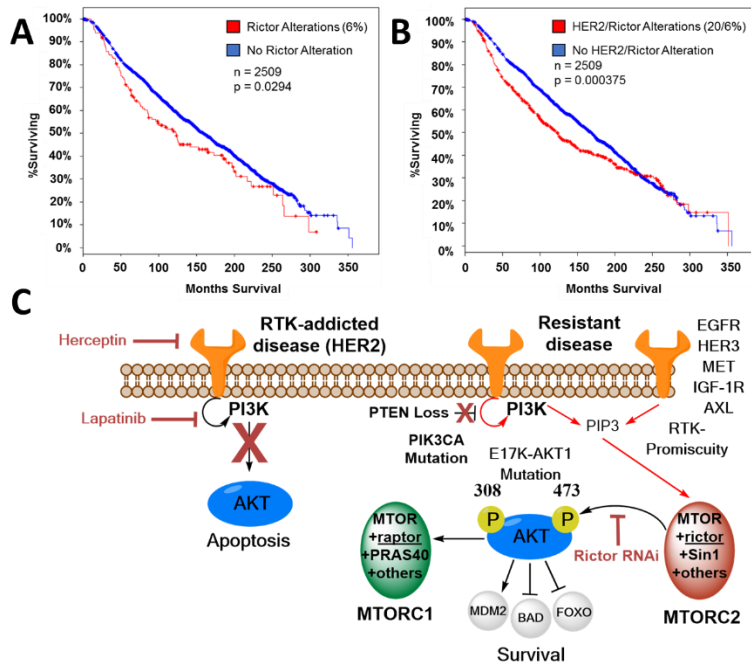 A
Rictor Alterations (6%)
No Rictor Alteration
n = 2509
p = 0.0294
%Surviving
100%
90%
80%
70%
60%
50%
40%
30%
20%
10%
0%
0 50 100 150 200 250 300 350
Months Survival
B
HER2/Rictor Alterations (20/6%)
No HER2/Rictor Alteration
n = 2509
p = 0.000375
%Surviving
100%
90%
80%
70%
60%
50%
40%
30%
20%
10%
0%
0 50 100 150 200 250 300 350
Months Survival
C
Herceptin
RTK-addicted
disease (HER2)
Lapatinib
PI3K
X
AKT
Apoptosis
Resistant
disease
EGFR
HER3
MET
IGF-1R
AXL
RTK-
Promiscuity
PTEN Loss
X
PI3K
PIP3
PIK3CA
Mutation
E17K-AKT1
Mutation
308
473
P
P
AKT
MTOR
+raptor
+PRAS40
+others
MTORC1
Rictor RNAi
MTOR
+rictor
+Sin1
+others
MTORC2
MDM2
BAD
FOXO
Survival